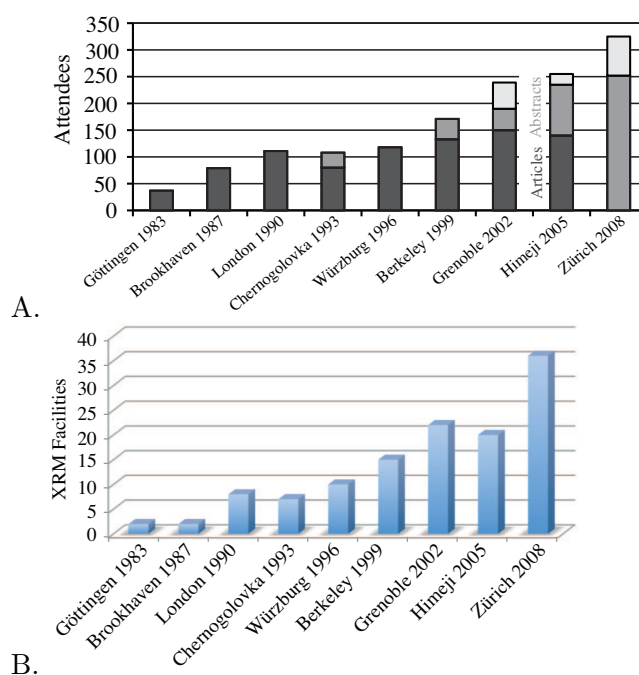 350
300
250
200
150
100
50
0
Attendees
Articles Abstracts
Göttingen 1983
Brookhaven 1987
London 1990
Chernogolovka 1993
Würzburg 1996
Berkeley 1999
Grenoble 2002
Himeji 2005
Zürich 2008
A.
40
35
30
25
20
15
10
5
0
XRM Facilities
Göttingen 1983
Brookhaven 1987
London 1990
Chernogolovka 1993
Würzburg 1996
Berkeley 1999
Grenoble 2002
Himeji 2005
Zürich 2008
B.